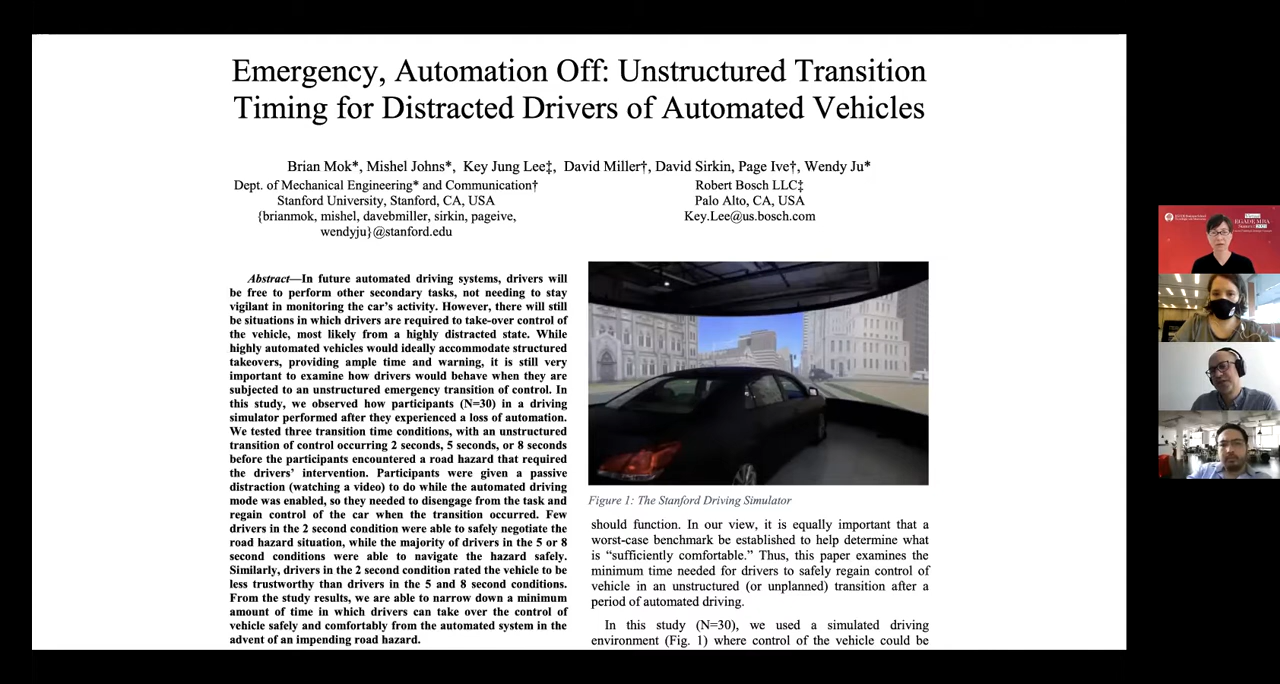 Emergency, Automation Off: Unstructured Transition
Timing for Distracted Drivers of Automated Vehicles
Brian Mok*, Mishel Johns*, Key Jung Lee‡, David Miller†, David Sirkin, Page Ive†, Wendy Ju*
Dept. of Mechanical Engineering* and Communication†
Stanford University, Stanford, CA, USA
{brianmok, mishel, davebmiller, sirkin, pageive,
wendyju}@stanford.edu
Robert Bosch LLC‡
Palo Alto, CA, USA
Key.Lee@us.bosch.com
Abstract—In future automated driving systems, drivers will
be free to perform other secondary tasks, not needing to stay
vigilant in monitoring the car's activity. However, there will still
be situations in which drivers are required to take-over control of
the vehicle, most likely from a highly distracted state. While
highly automated vehicles would ideally accommodate structured
takeovers, providing ample time and warning, it is still very
important to examine how drivers would behave when they are
subjected to an unstructured emergency transition of control. In
this study, we observed how participants (N=30) in a driving
simulator performed after they experienced a loss of automation.
We tested three transition time conditions, with an unstructured
transition of control occurring 2 seconds, 5 seconds, or 8 seconds
before the participants encountered a road hazard that required
the drivers' intervention. Participants were given a passive
distraction (watching a video) to do while the automated driving
mode was enabled, so they needed to disengage from the task and
regain control of the car when the transition occurred. Few
drivers in the 2 second condition were able to safely negotiate the
road hazard situation, while the majority of drivers in the 5 or 8
second conditions were able to navigate the hazard safely.
Similarly, drivers in the 2 second condition rated the vehicle to be
less trustworthy than drivers in the 5 and 8 second conditions.
From the study results, we are able to narrow down a minimum
amount of time in which drivers can take over the control of
vehicle safely and comfortably from the automated system in the
advent of an impending road hazard.
Figure 1: The Stanford Driving Simulator
should function. In our view, it is equally important that a
worst-case benchmark be established to help determine what
is "sufficiently comfortable." Thus, this paper examines the
minimum time needed for drivers to safely regain control of
vehicle in an unstructured (or unplanned) transition after a
period of automated driving.
In this study (N=30), we used a simulated driving
environment (Fig. 1) where control of the vehicle could be
EGADE MBA